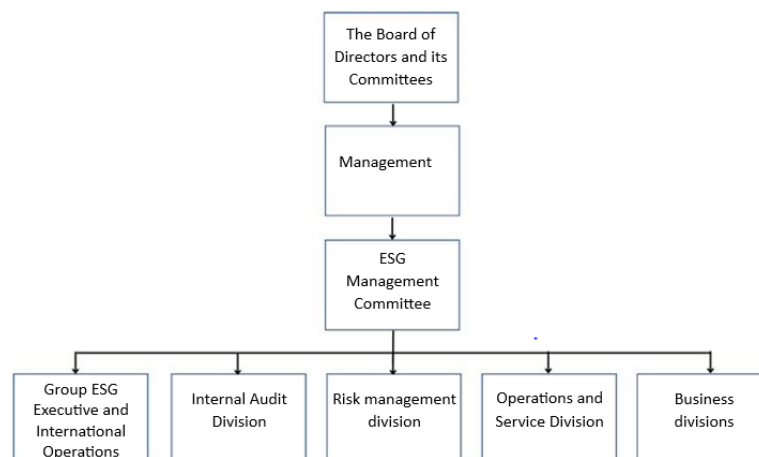 The Board of
Directors and its
Committees
Management
ESG
Management
Committee
Group ESG
Executive and
International
Operations
Internal Audit
Division
Risk management
division
Operations and
Service Division
Business
divisions